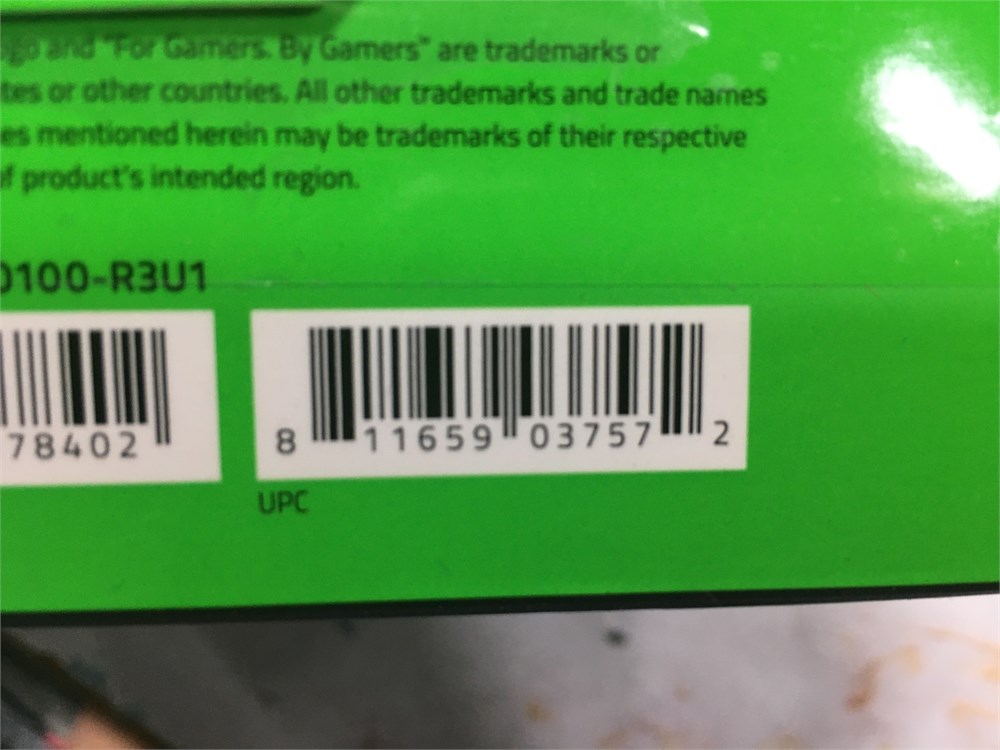 ogo and "For Gamers. By Gamers" are trademarks or
tes or other countries. All other trademarks and trade names
es mentioned herein may be trademarks of their respective
f product's intended region.
0100-R3U1
78402
8 11659 03757 2
UPC